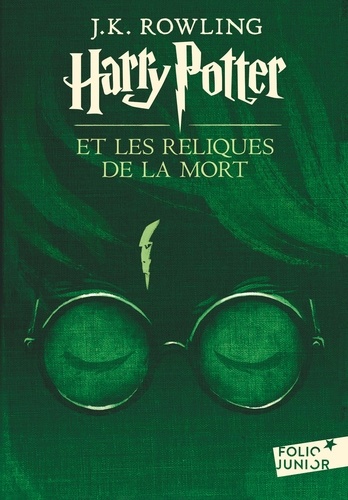 J.K. ROWLING
Harry Potter
ET LES RELIQUES
DE LA MORT
FOLIO
JUNIOR